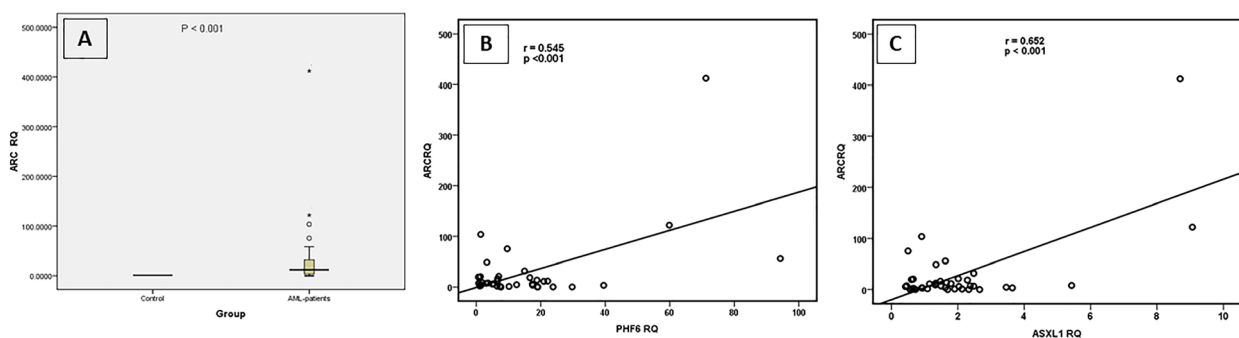 A
P < 0.001
500.0000
400.0000
300.0000
200.0000
100.0000
0.0000
ARC RQ
Control
AML-patients
Group
B
r = 0.545
p <0.001
500
400
300
200
100
0
ARCRQ
0
20
40
60
80
100
PHF6 RQ
C
r = 0.652
p < 0.001
500
400
300
200
100
0
ARCRQ
0
2
4
6
8
10
ASXL1 RQ